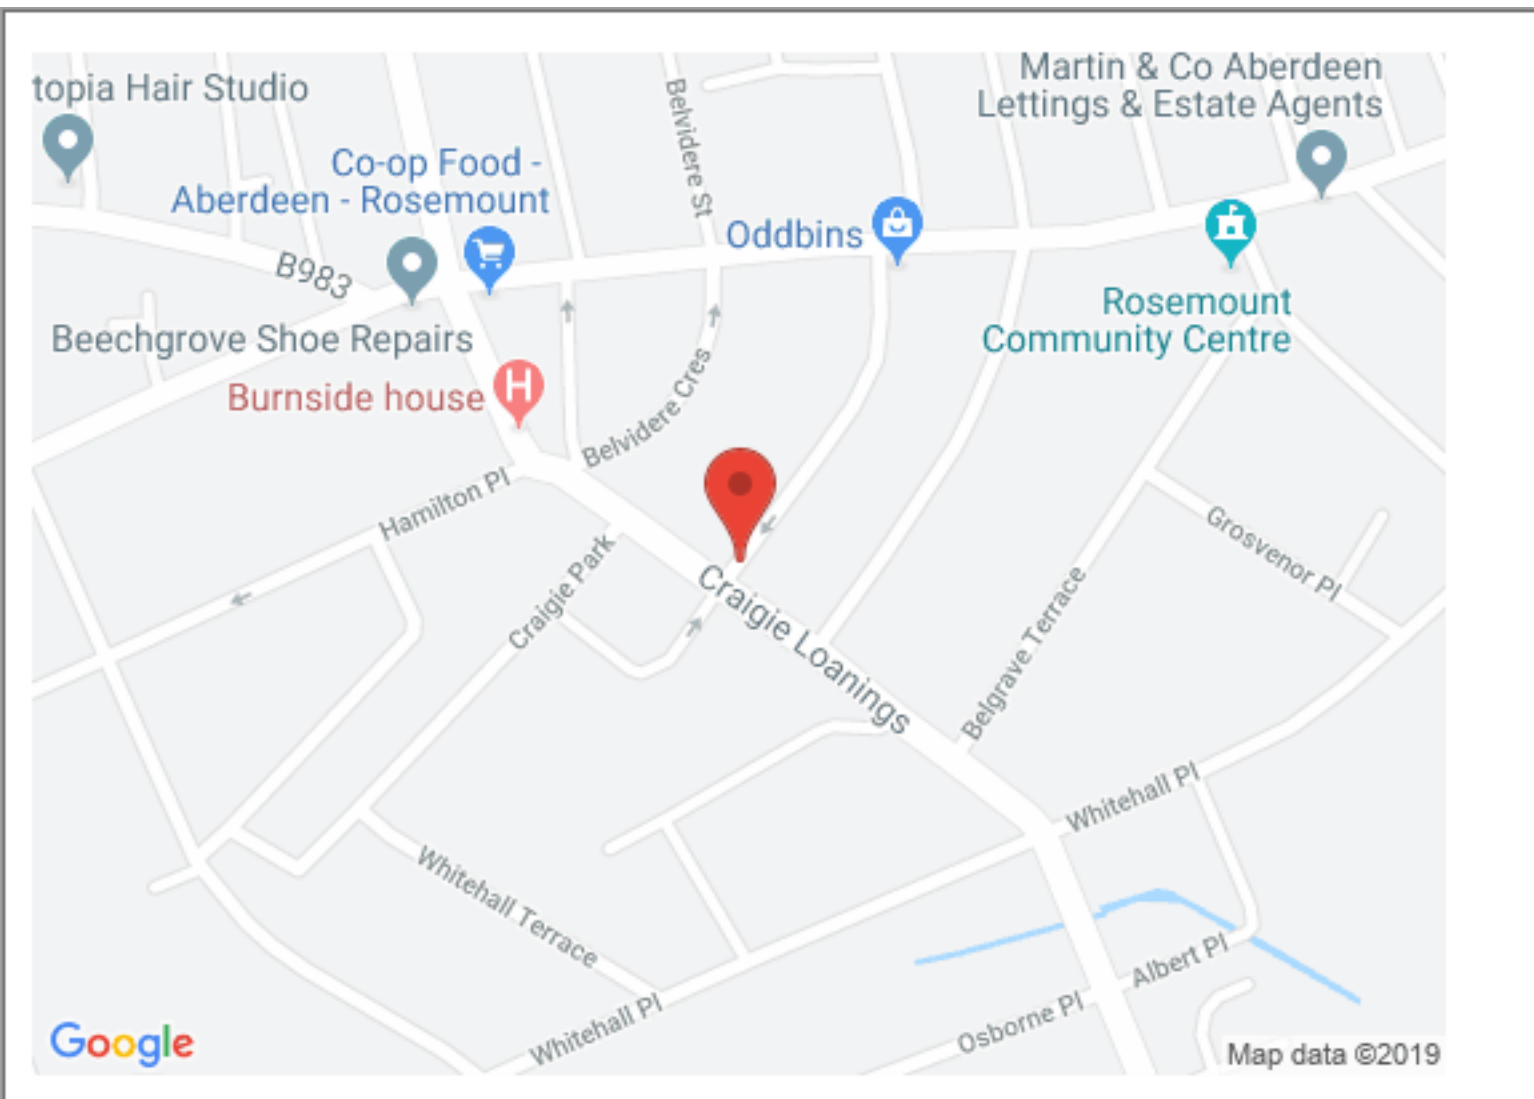 topia Hair Studio
Martin & Co Aberdeen
Lettings & Estate Agents
Belvidere St
Co-op Food -
Aberdeen - Rosemount
Oddbins
B983
Rosemount
Community Centre
Beechgrove Shoe Repairs
Burnside house
H
Belvidere Cres
Hamilton Pl
Craigie Park
Craigie Loanings
Grosvenor Pl
Belgrave Terrace
Whitehall Pl
Whitehall Terrace
Albert Pl
Whitehall Pl
Osborne Pl
Google
Map data ©2019